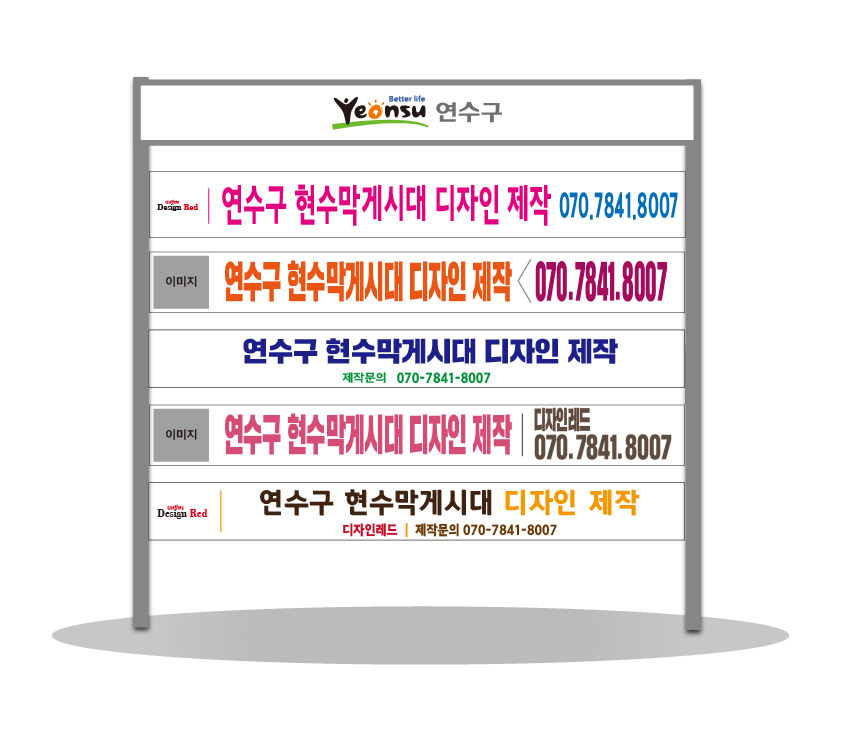 Better life
Yeonsu 연수구
Design Red
연수구 현수막게시대 디자인 제작 070.7841.8007
이미지
연수구 현수막게시대 디자인 제작
070.7841.8007
연수구 현수막게시대 디자인 제작
제작문의 070-7841-8007
이미지
연수구 현수막게시대 디자인 제작
디자인레드
070.7841.8007
Design Red
연수구 현수막게시대 디자인 제작
디자인레드 | 제작문의 070-7841-8007